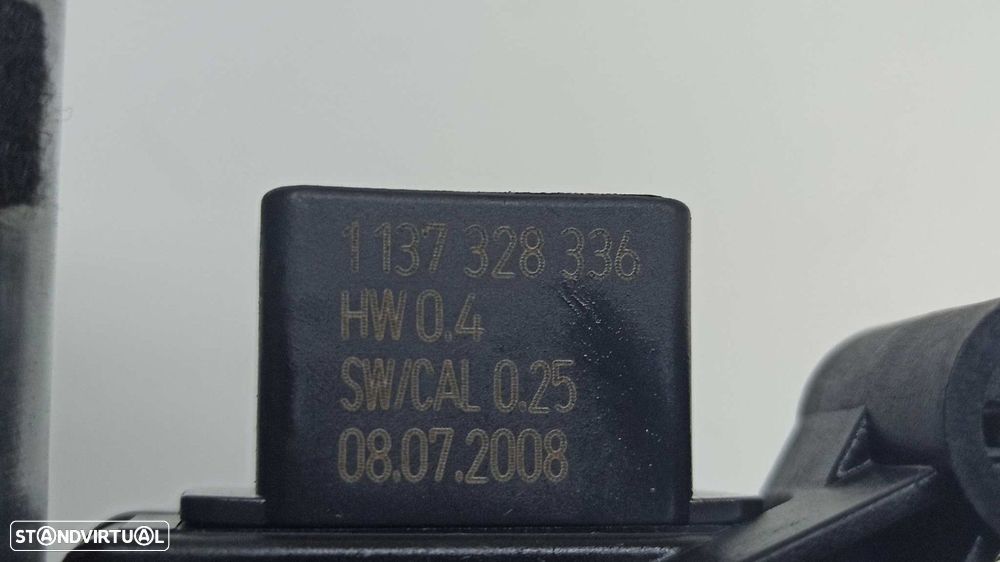 1 137 328 336
HW 0.4
SW/CAL 0.25
08.07.2008
STANDVIRTUAL